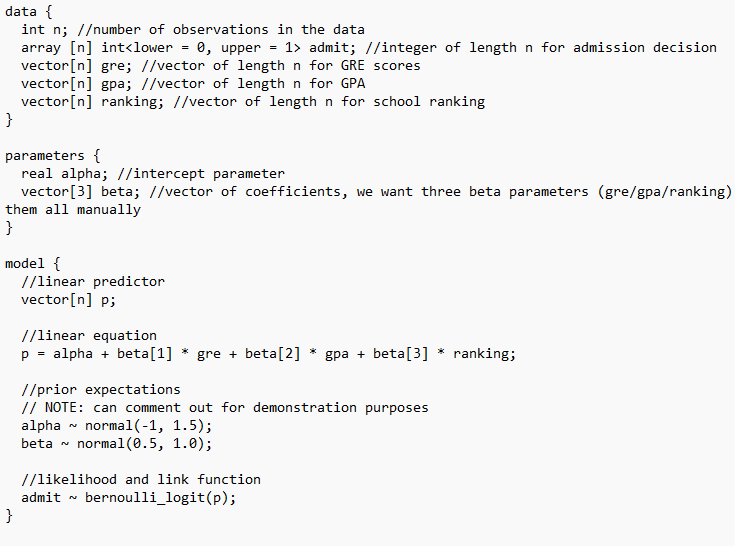 data {
  int n; //number of observations in the data
  array [n] int<lower = 0, upper = 1> admit; //integer of length n for admission decision
  vector[n] gre; //vector of length n for GRE scores
  vector[n] gpa; //vector of length n for GPA
  vector[n] ranking; //vector of length n for school ranking
}
parameters {
  real alpha; //intercept parameter
  vector[3] beta; //vector of coefficients, we want three beta parameters (gre/gpa/ranking)
them all manually
}
model {
  //linear predictor
  vector[n] p;
  //linear equation
  p = alpha + beta[1] * gre + beta[2] * gpa + beta[3] * ranking;
  //prior expectations
  // NOTE: can comment out for demonstration purposes
  alpha ~ normal(-1, 1.5);
  beta ~ normal(0.5, 1.0);
  //likelihood and link function
  admit ~ bernoulli_logit(p);
}